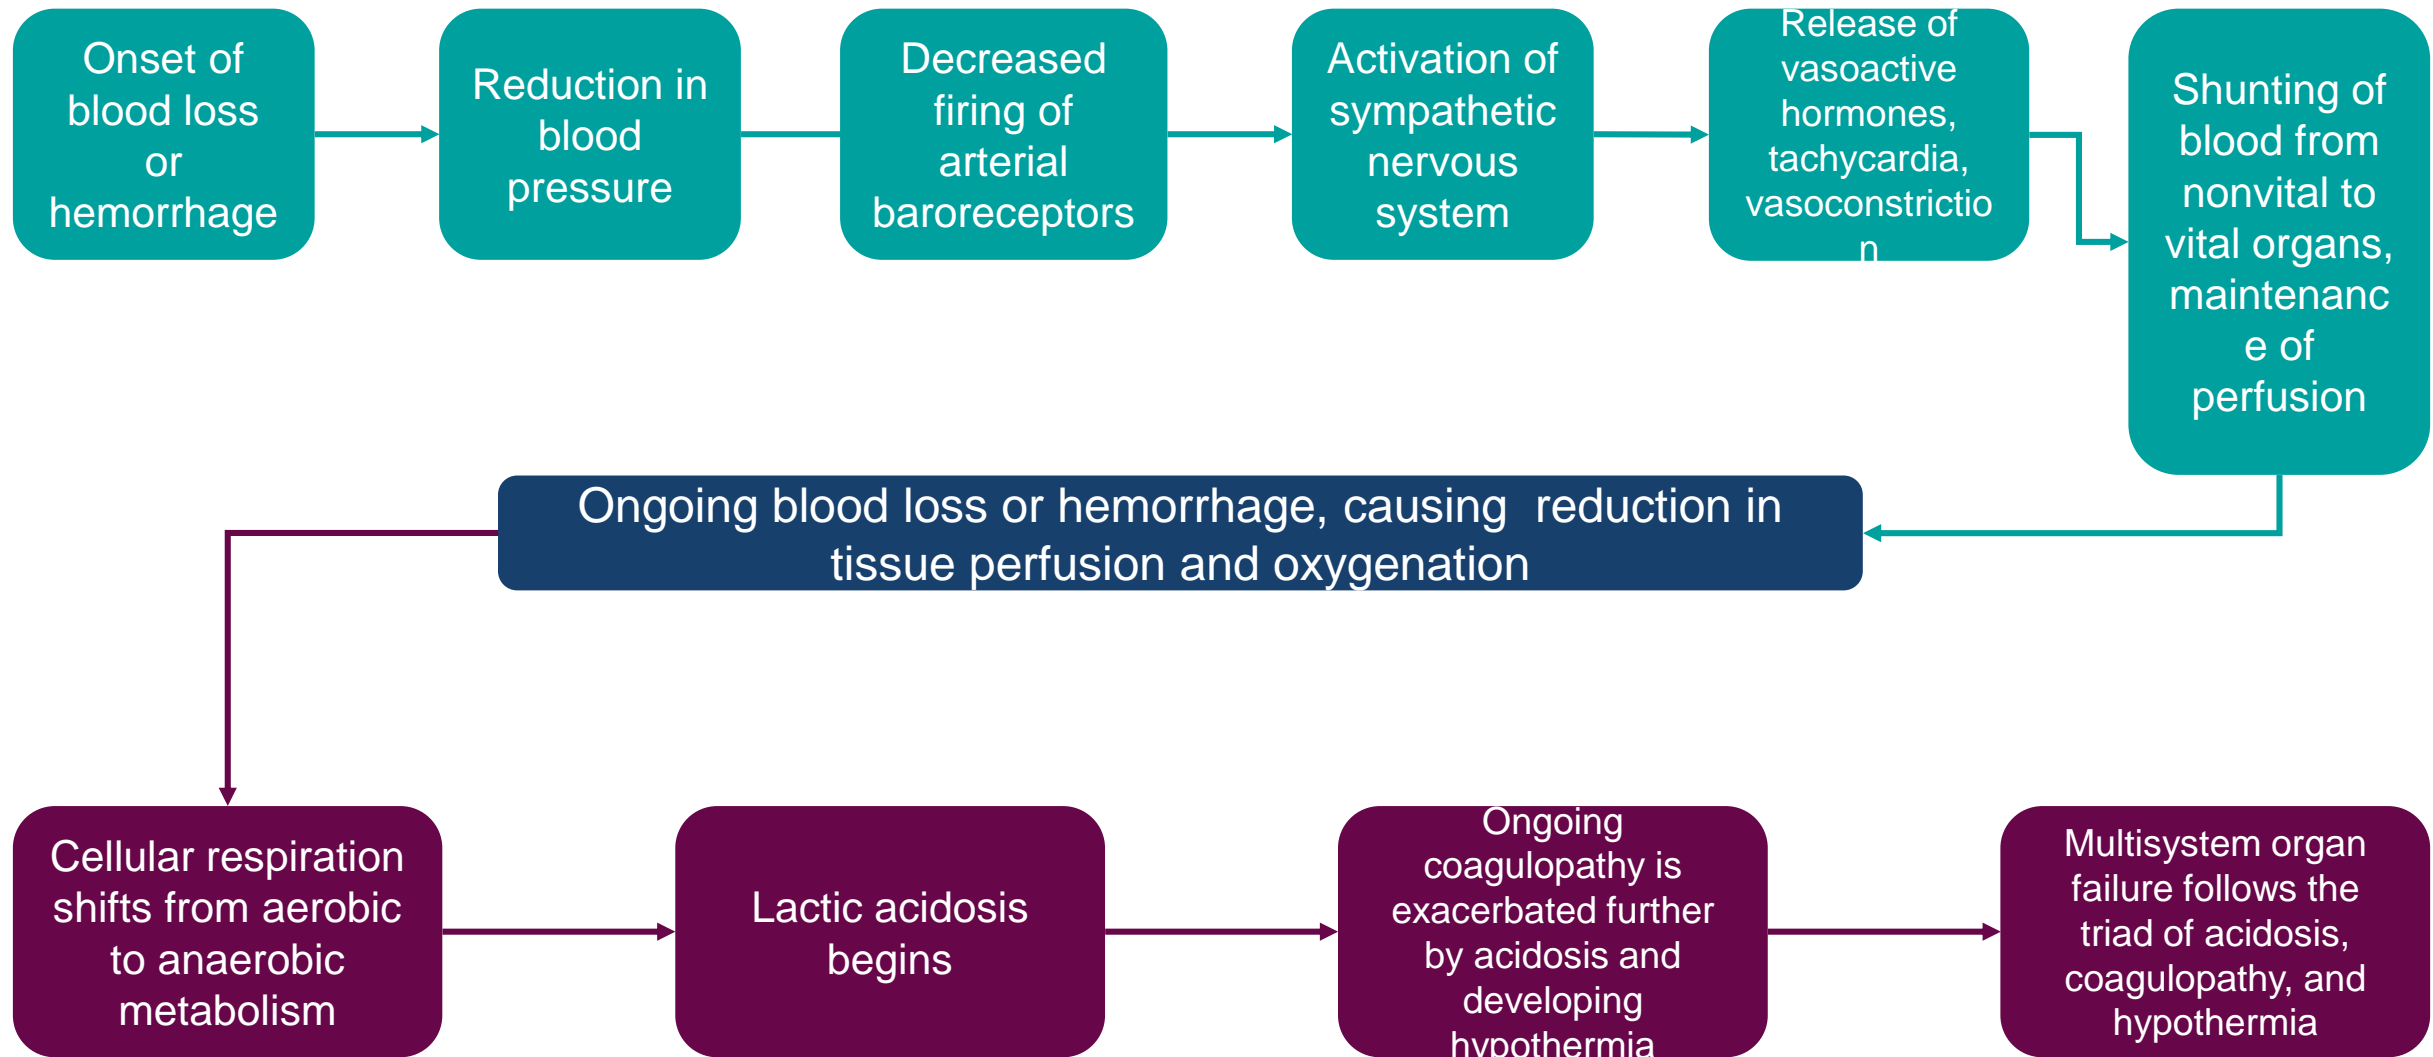 Onset of
blood loss
or
hemorrhage
Reduction in
blood
pressure
Decreased
firing of
arterial
baroreceptors
Activation of
sympathetic
nervous
system
Release of
vasoactive
hormones,
tachycardia,
vasoconstrictio
n
Shunting of
blood from
nonvital to
vital organs,
maintenanc
e of
perfusion
Ongoing blood loss or hemorrhage, causing  reduction in
tissue perfusion and oxygenation
Cellular respiration
shifts from aerobic
to anaerobic
metabolism
Lactic acidosis
begins
Ongoing
coagulopathy is
exacerbated further
by acidosis and
developing
hypothermia
Multisystem organ
failure follows the
triad of acidosis,
coagulopathy, and
hypothermia